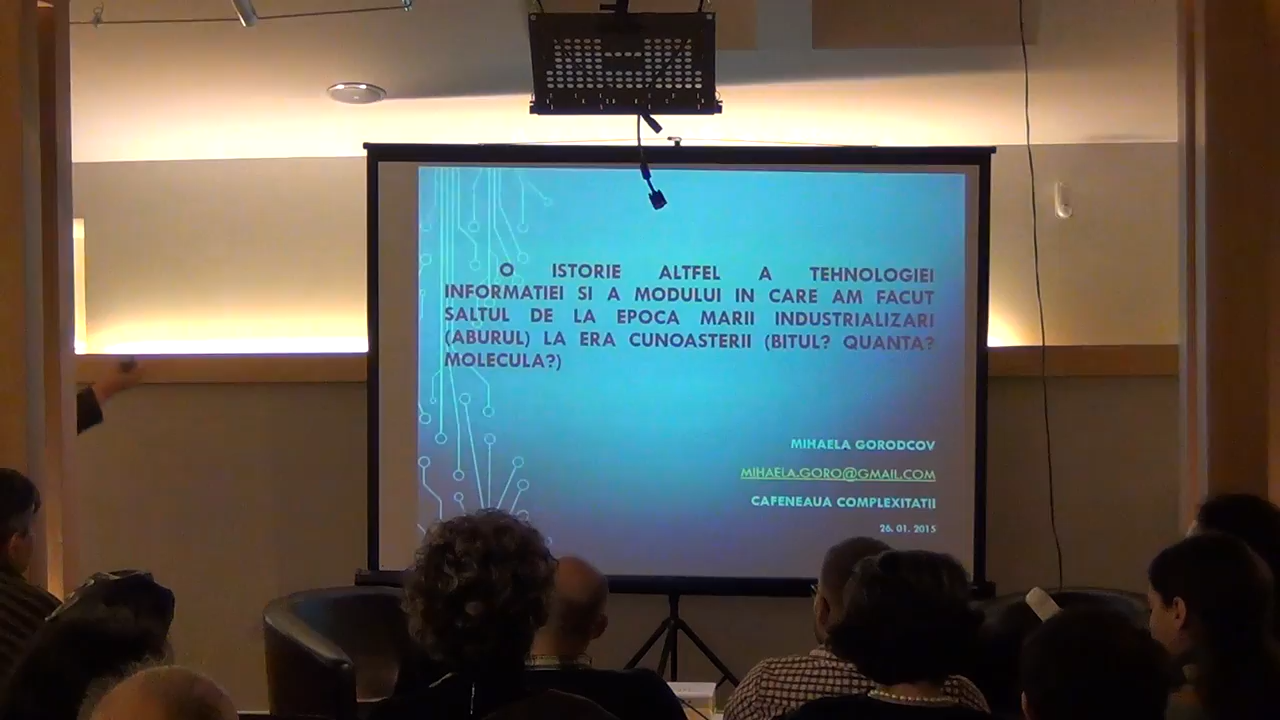 O ISTORIE ALTFEL A TEHNOLOGIEI
INFORMATIEI SI A MODULUI IN CARE AM FACUT
SALTUL DE LA EPOCA MARII INDUSTRIALIZARI
(ABURUL) LA ERA CUNOASTERII (BITUL? QUANTA?
MOLECULA?)
MIHAELA GORODCOV
MIHAELA.GORO@GMAIL.COM
CAFENEAUA COMPLEXITATII
26. 01. 2015